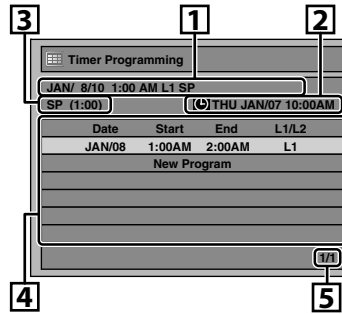 3 1 2
Timer Programming
JAN/ 8/10 1:00 AM L1 SP
SP (1:00) THU JAN/07 10:00AM
Date Start End L1/L2
JAN/08 1:00AM 2:00AM L1
New Program
1/1
4 5